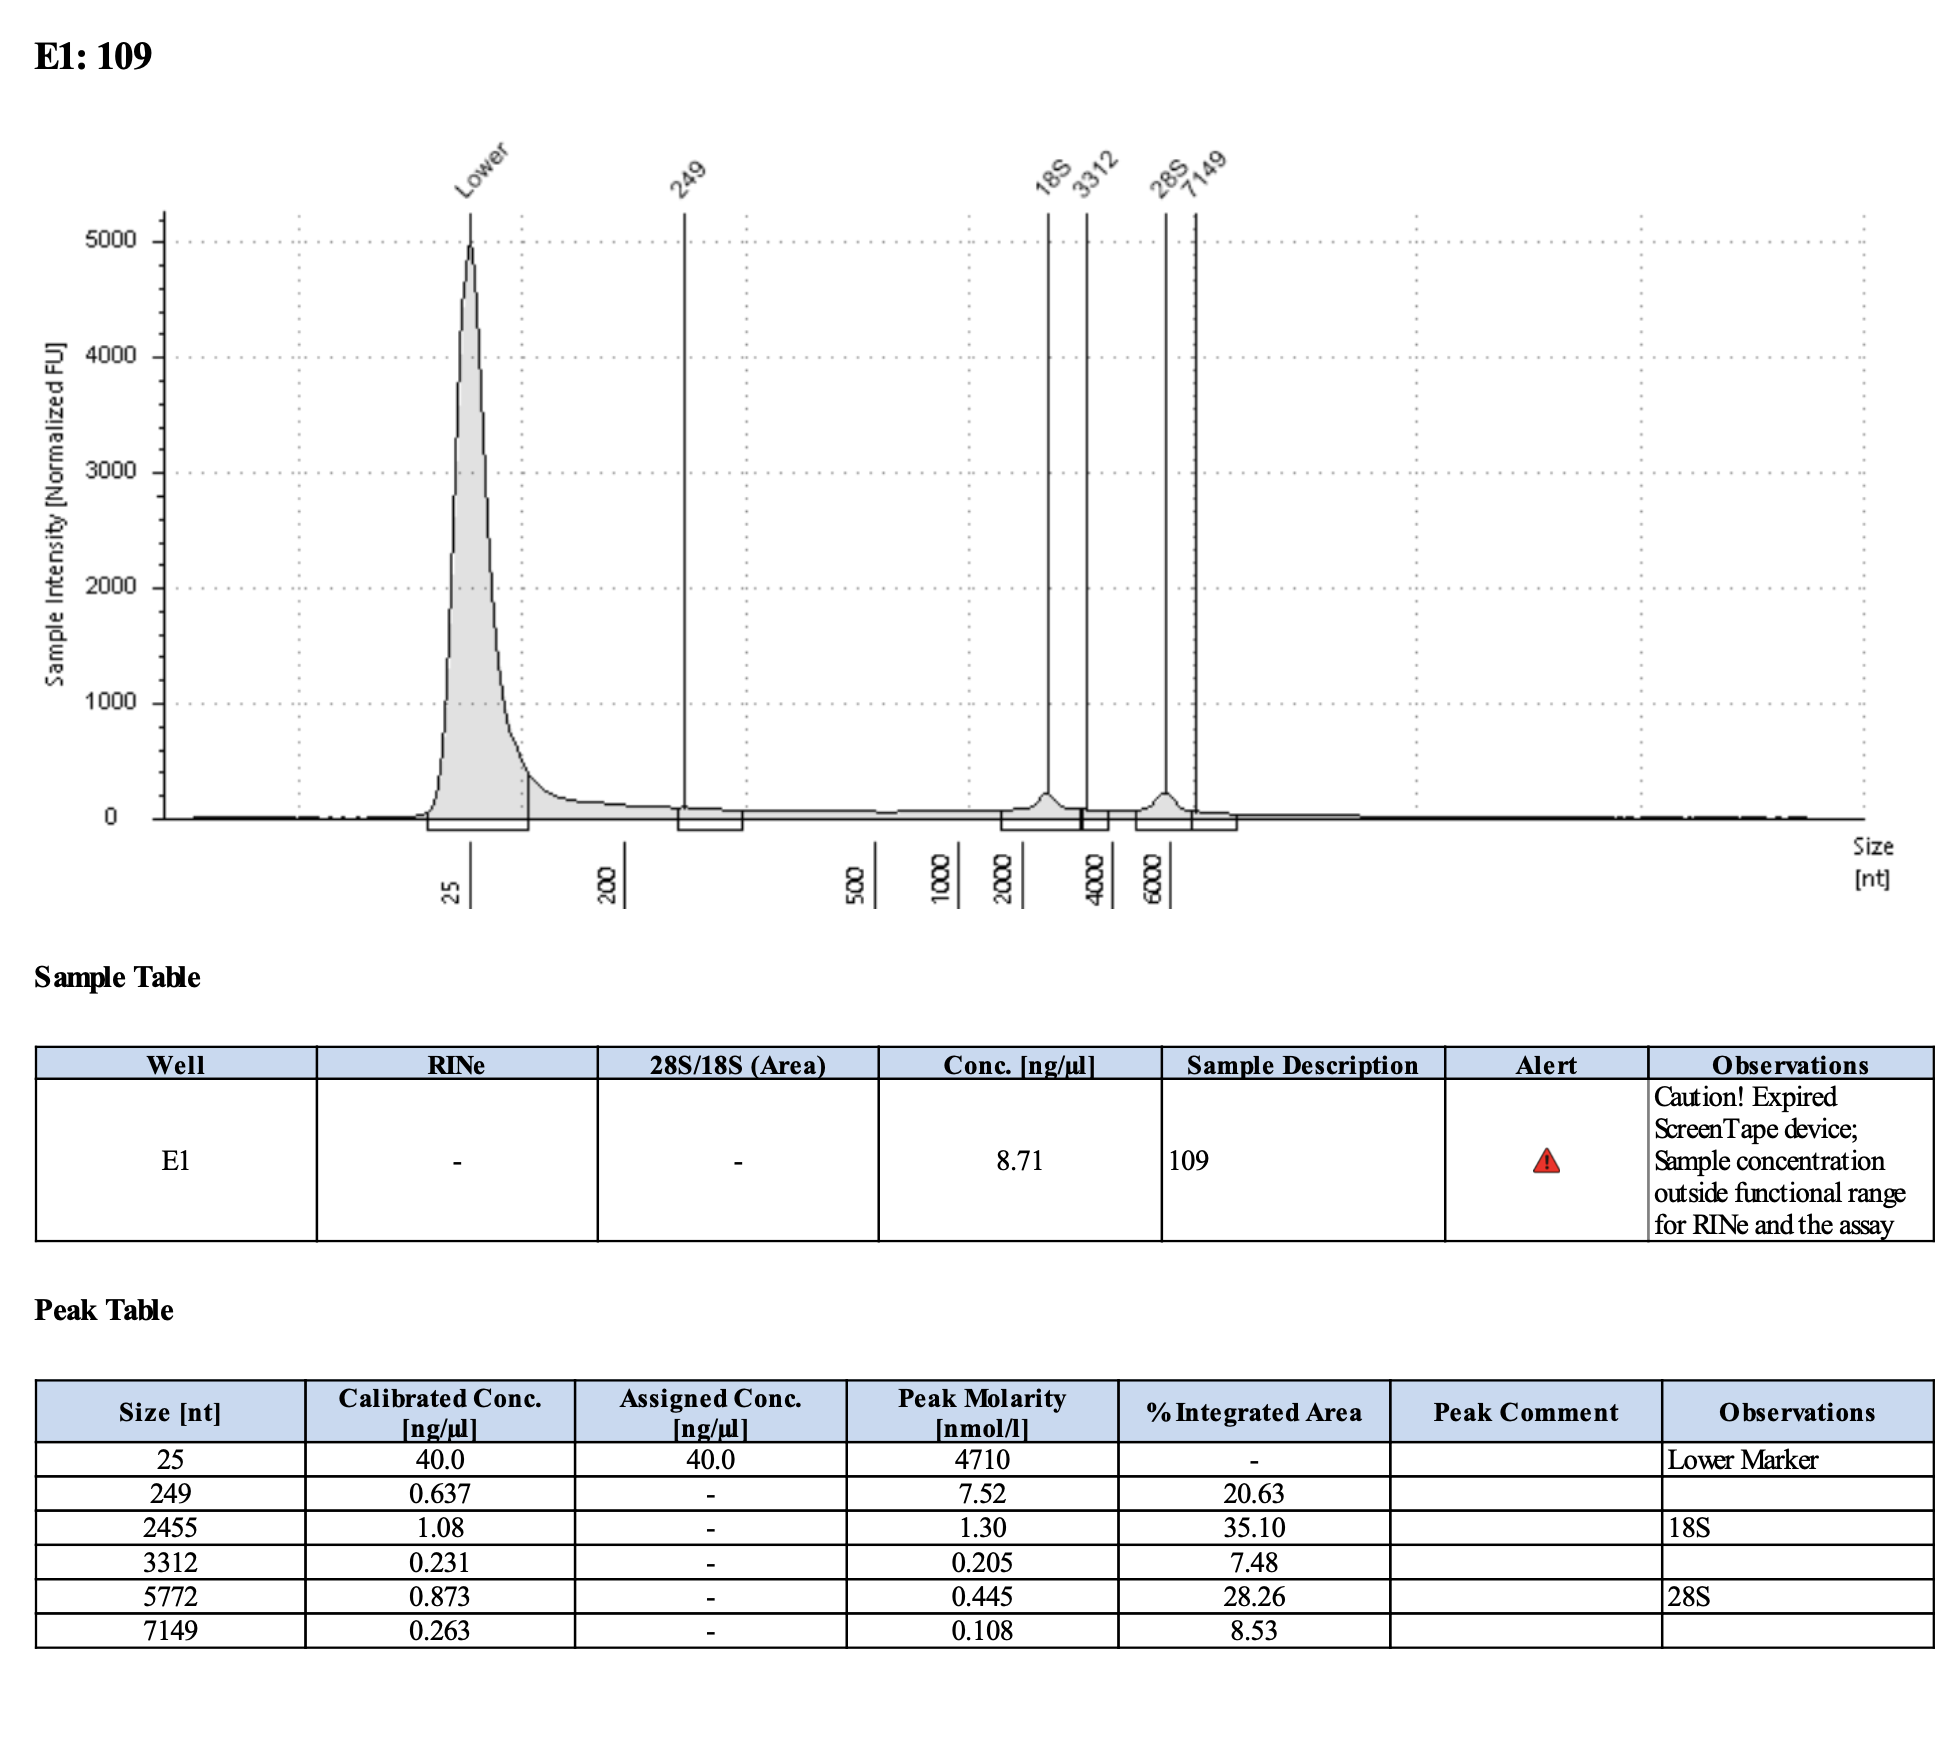 E1: 109
Lower
249
18S
3312
28S
7149
Sample Intensity [Normalized FU]
5000
4000
3000
2000
1000
0
25
200
500
1000
2000
4000
6000
Size
[nt]
Sample Table
Well RINe 28S/18S (Area) Conc. [ng/µl] Sample Description Alert Observations
E1 - - 8.71 109 Caution! Expired
ScreenTape device;
Sample concentration
outside functional range
for RINe and the assay
Peak Table
Size [nt] Calibrated Conc. [ng/µl] Assigned Conc. [ng/µl] Peak Molarity [nmol/l] % Integrated Area Peak Comment Observations
25 40.0 40.0 4710 - Lower Marker
249 0.637 - 7.52 20.63
2455 1.08 - 1.30 35.10 18S
3312 0.231 - 0.205 7.48
5772 0.873 - 0.445 28.26 28S
7149 0.263 - 0.108 8.53